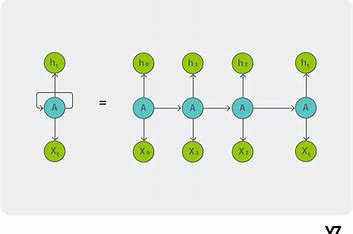 hₜ h₀ h₁ h₂ hₜ
A = A A A A
Xₜ X₀ X₁ X₂ Xₜ
V7